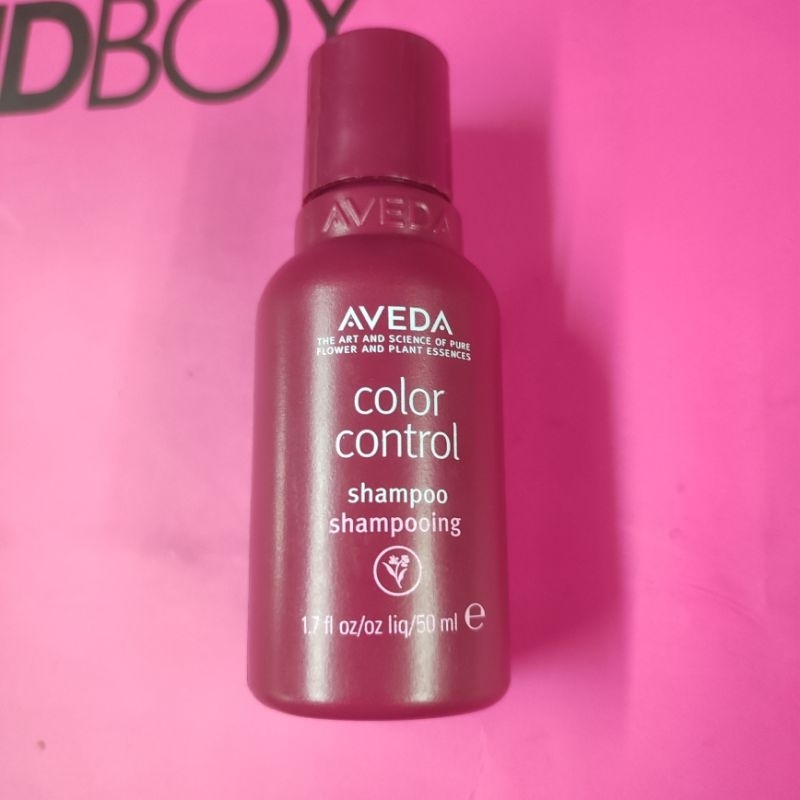 DBOY
AVEDA
AVEDA
THE ART AND SCIENCE OF PURE
FLOWER AND PLANT ESSENCES
color
control
shampoo
shampooing
1.7 fl oz/oz liq/50 ml e